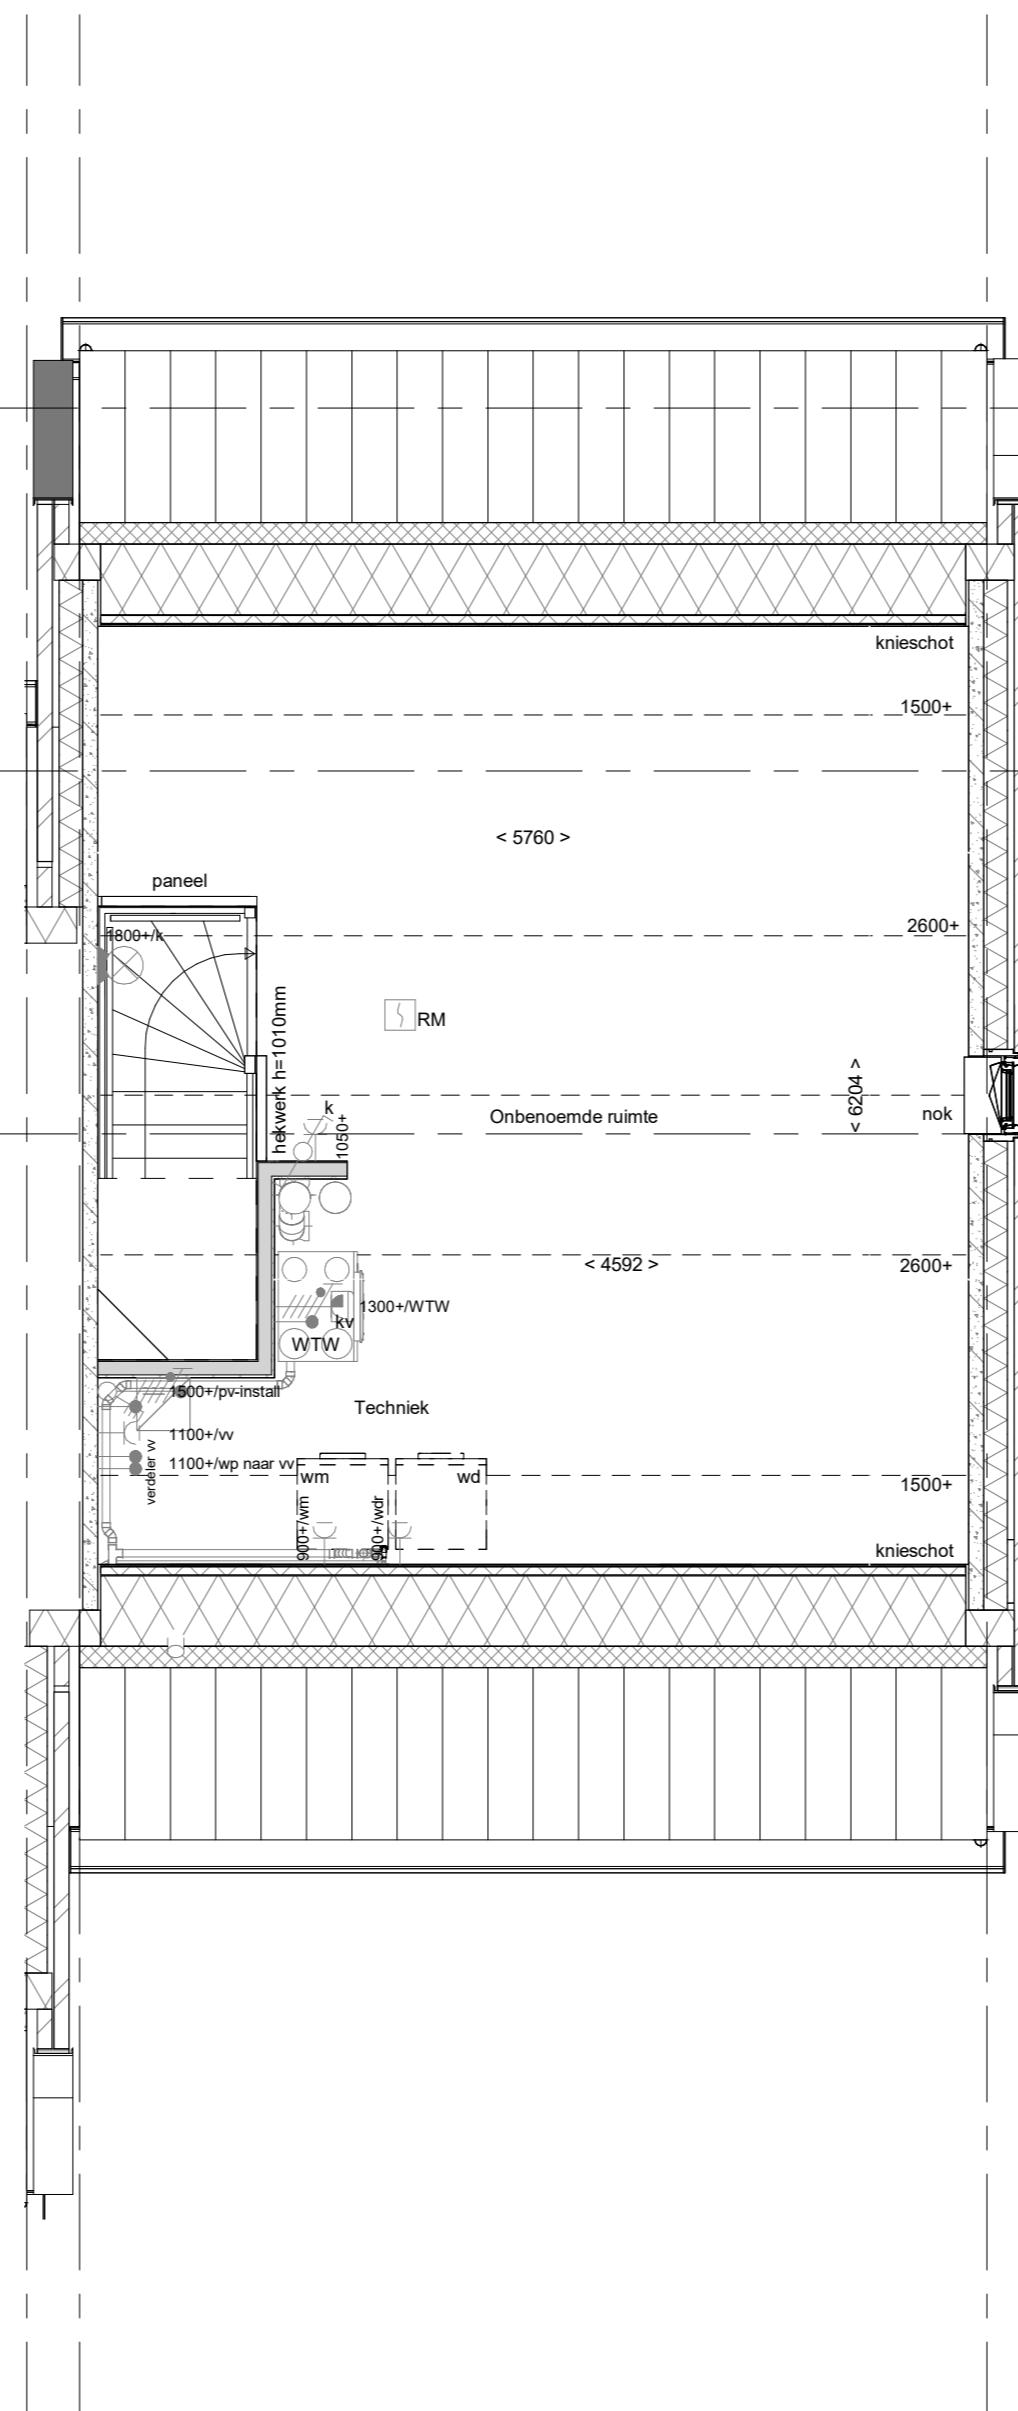 knieschot
1500+
< 5760 >
paneel
1800+/k
2600+
hekwerk h=1010mm
RM
< 6204 >
k
1050+
Onbenoemde ruimte
nok
< 4592 >
2600+
1300+/WTW
kv
WTW
1500+/pv-install
Techniek
1100+/vv
verdeler vv
1100+/wp naar vv
wm
wd
1500+
900+/wm
900+/wdr
knieschot